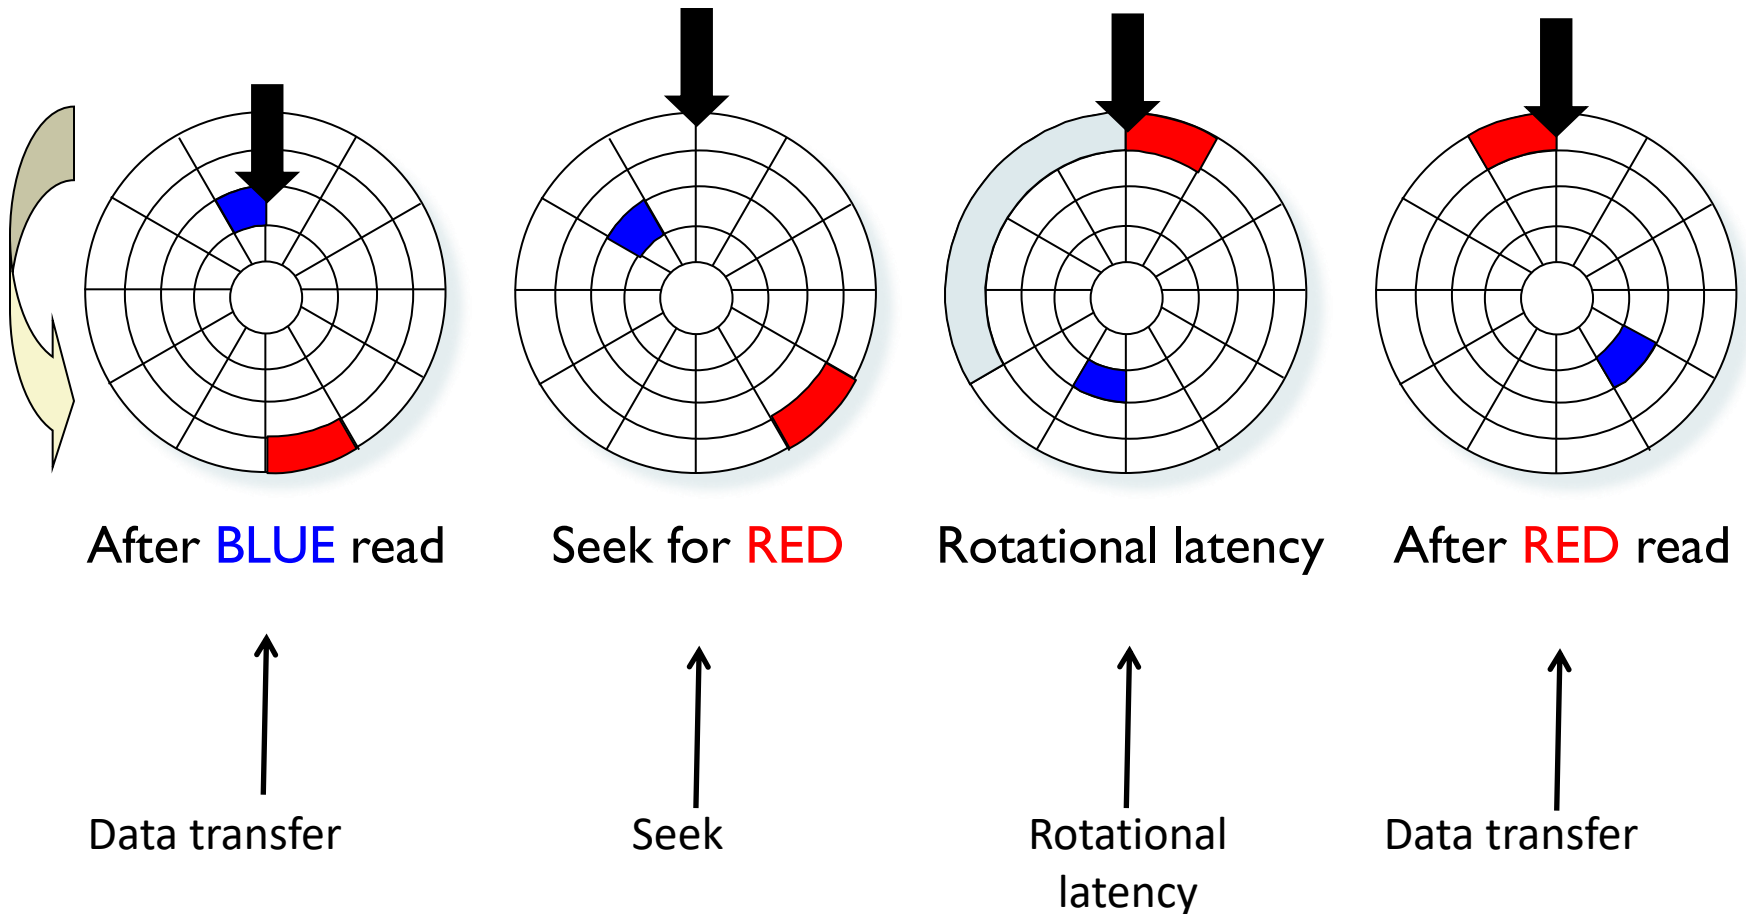 After BLUE read
Seek for RED
Rotational latency
After RED read
Data transfer
Seek
Rotational
latency
Data transfer